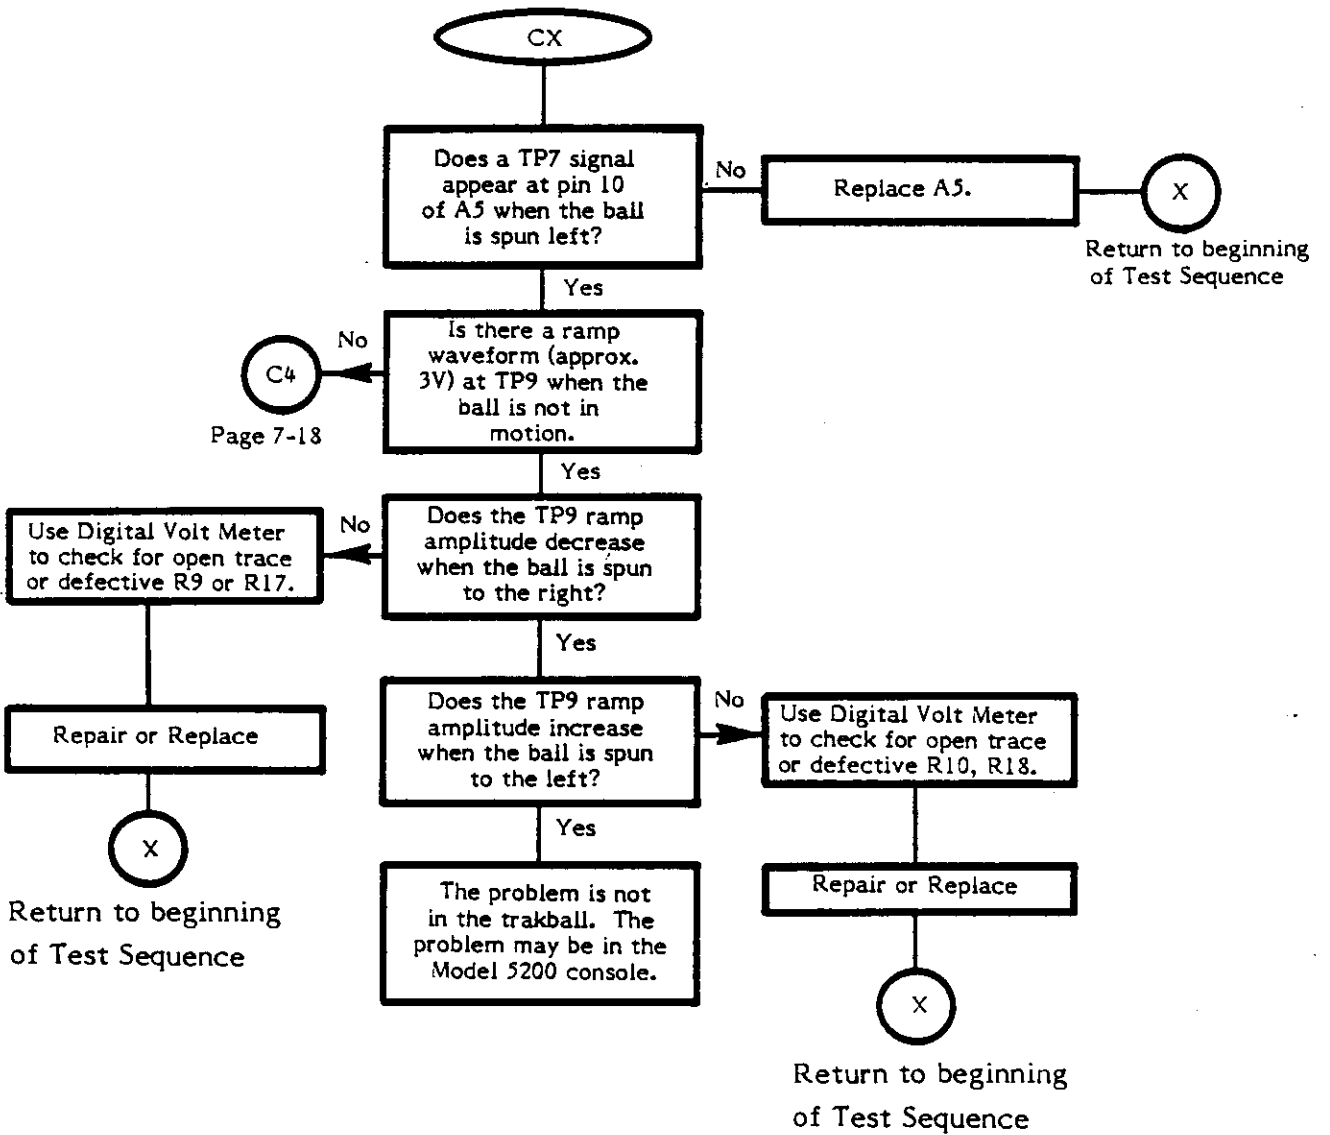 CX
Does a TP7 signal
appear at pin 10
of A5 when the ball
is spun left?
No
Replace A5.
X
Return to beginning
of Test Sequence
Yes
Is there a ramp
waveform (approx.
3V) at TP9 when the
ball is not in
motion.
No
C4
Page 7-18
Yes
Does the TP9 ramp
amplitude decrease
when the ball is spun
to the right?
No
Use Digital Volt Meter
to check for open trace
or defective R9 or R17.
Repair or Replace
X
Return to beginning
of Test Sequence
Yes
Does the TP9 ramp
amplitude increase
when the ball is spun
to the left?
No
Use Digital Volt Meter
to check for open trace
or defective R10, R18.
Repair or Replace
X
Return to beginning
of Test Sequence
Yes
The problem is not
in the trakball. The
problem may be in the
Model 5200 console.